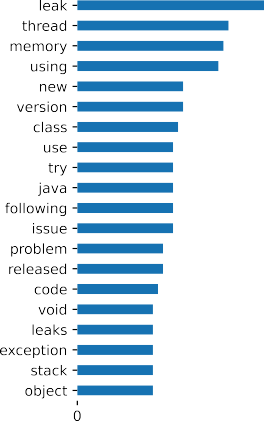 leak
thread
memory
using
new
version
class
use
try
java
following
issue
problem
released
code
void
leaks
exception
stack
object
0